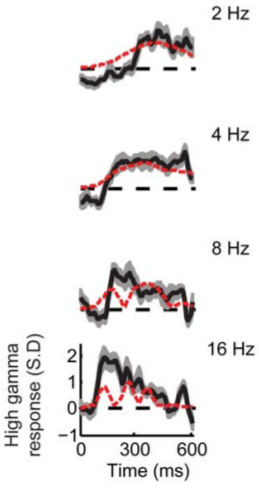 2 Hz
4 Hz
8 Hz
16 Hz
High gamma
response (S.D)
2
1
0
−1
0 300 600
Time (ms)